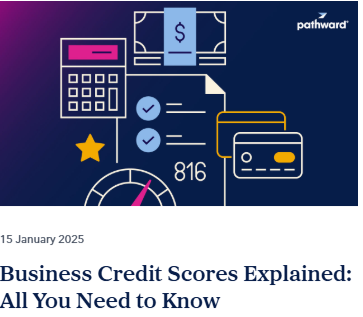 pathward®
$
816
15 January 2025
Business Credit Scores Explained:
All You Need to Know